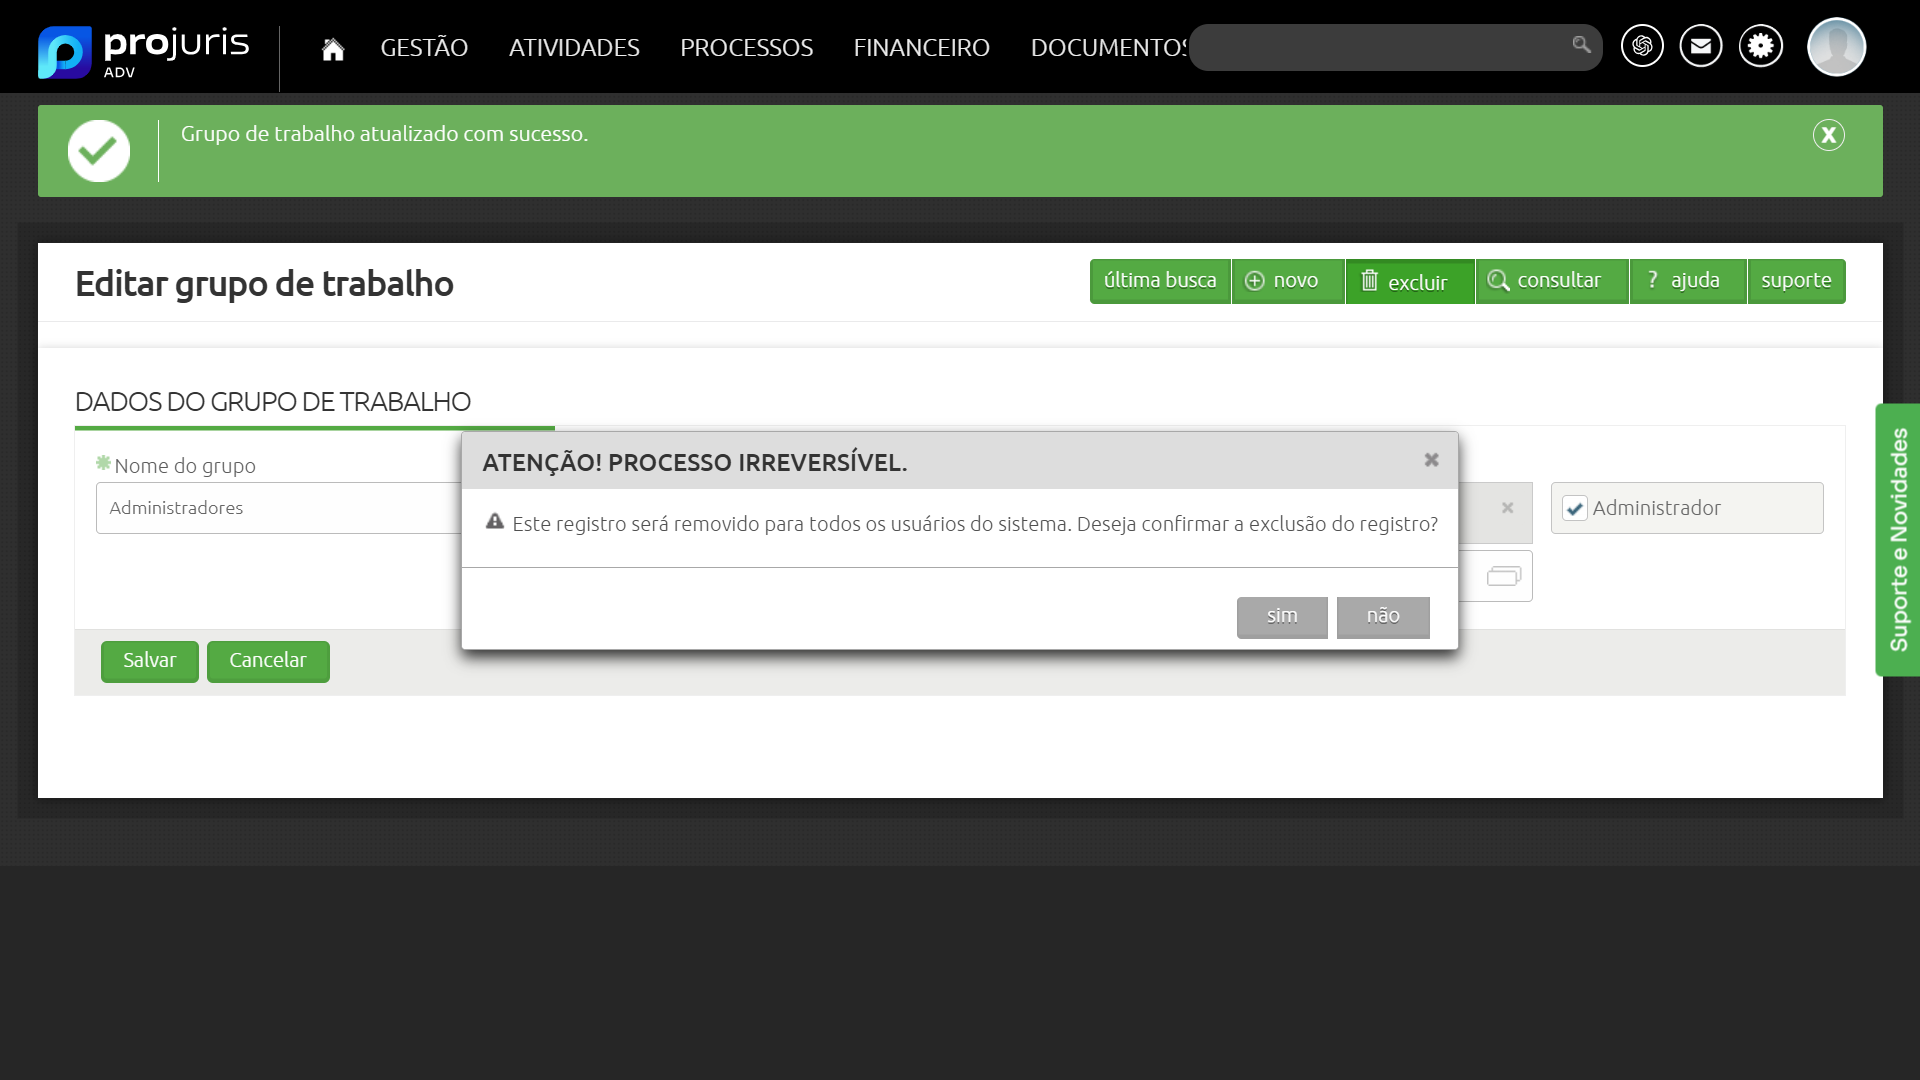 projuris
ADV
GESTÃO
ATIVIDADES
PROCESSOS
FINANCEIRO
DOCUMENTOS
Grupo de trabalho atualizado com sucesso.
X
Editar grupo de trabalho
última busca
novo
excluir
consultar
? ajuda
suporte
DADOS DO GRUPO DE TRABALHO
Nome do grupo
Administradores
Administrador
ATENÇÃO! PROCESSO IRREVERSÍVEL.
Este registro será removido para todos os usuários do sistema. Deseja confirmar a exclusão do registro?
sim
não
Salvar
Cancelar
Suporte e Novidades